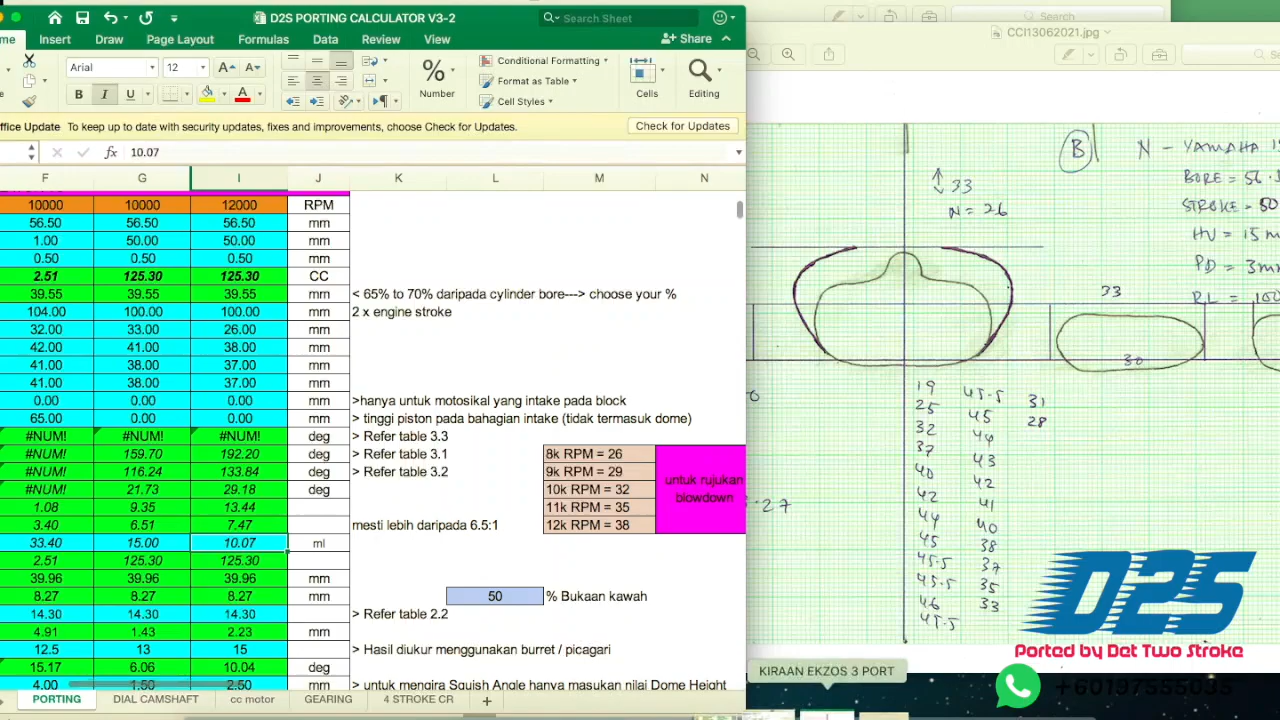 D2S PORTING CALCULATOR V3-2
Search Sheet
me Insert Draw Page Layout Formulas Data Review View
Share
Arial 12 A A
B I U A
% Number
Conditional Formatting
Format as Table
Cell Styles
Cells
Editing
ffice Update To keep up to date with security updates, fixes and improvements, choose Check for Updates. Check for Updates
fx 10.07
F G I J K L M N
10000 10000 12000 RPM
56.50 56.50 56.50 mm
1.00 50.00 50.00 mm
0.50 0.50 0.50 mm
2.51 125.30 125.30 CC
39.55 39.55 39.55 mm < 65% to 70% daripada cylinder bore---> choose your %
104.00 100.00 100.00 mm 2 x engine stroke
32.00 33.00 26.00 mm
42.00 41.00 38.00 mm
41.00 38.00 37.00 mm
41.00 38.00 37.00 mm
0.00 0.00 0.00 mm >hanya untuk motosikal yang intake pada block
65.00 0.00 0.00 mm > tinggi piston pada bahagian intake (tidak termasuk dome)
#NUM! #NUM! #NUM! deg > Refer table 3.3
#NUM! 159.70 192.20 deg > Refer table 3.1 8k RPM = 26
#NUM! 116.24 133.84 deg > Refer table 3.2 9k RPM = 29
#NUM! 21.73 29.18 deg 10k RPM = 32
1.08 9.35 13.44 11k RPM = 35
3.40 6.51 7.47 mesti lebih daripada 6.5:1 12k RPM = 38
untuk rujukan
blowdown
33.40 15.00 10.07 ml
2.51 125.30 125.30
39.96 39.96 39.96 mm
8.27 8.27 8.27 mm 50 % Bukaan kawah
14.30 14.30 14.30 > Refer table 2.2
4.91 1.43 2.23 mm
12.5 13 15 > Hasil diukur menggunakan burret / picagari
15.17 6.06 10.04 deg
4.00 1.50 2.50 mm > untuk mengira Squish Angle hanya masukan nilai Dome Height
PORTING DIAL CAMSHAFT cc motor GEARING 4 STROKE CR +
Search
CCI13062021.jpg
B N - YAMAHA
BORE = 56.
STROKE = 50
HV = 15 m
PD = 3mm
RL = 100
33
N = 26
33
30
19 45.5 31
25 45 28
32 44
37 43
40 42
42 41
44 40
45 38
45.5 37
45.5 35
46 33
45.5
.27
D2S
Ported by Det Two Stroke
+60197555035
KIRAAN EKZOS 3 PORT